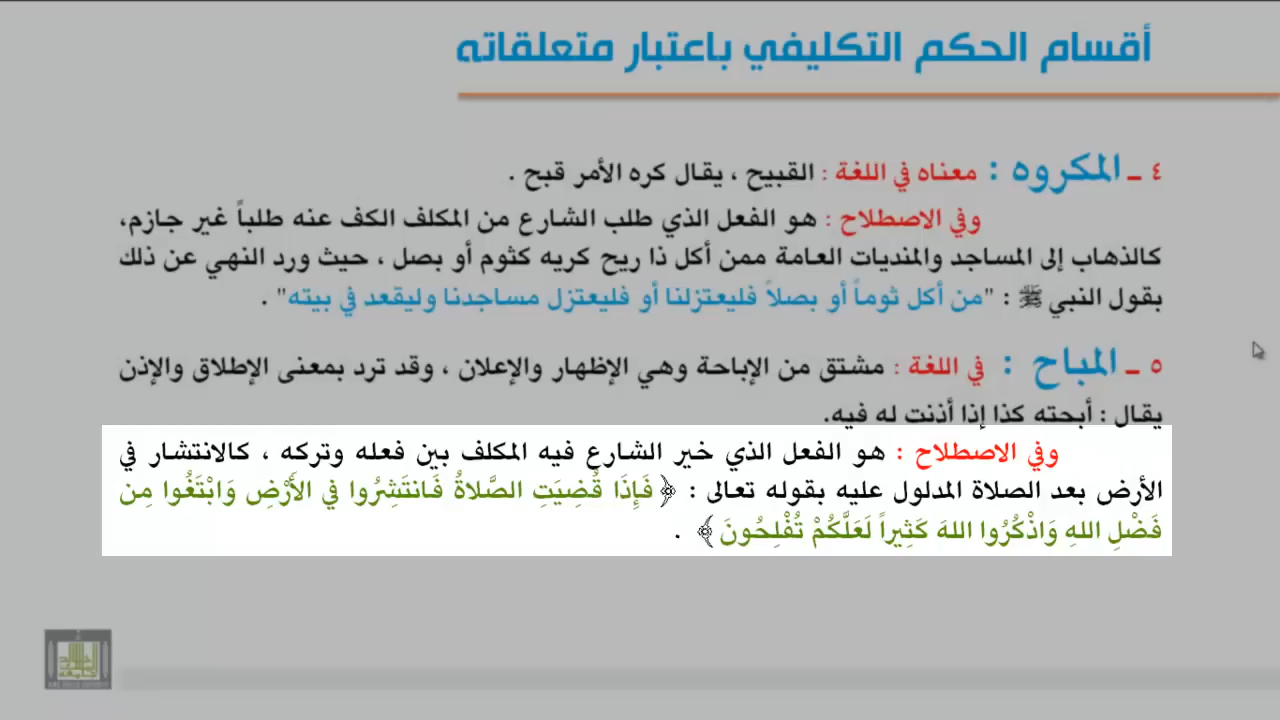 أقسام الحكم التكليفي باعتبار متعلقاته
٤ ـ المكروه : معناه في اللغة : القبيح ، يقال كره الأمر قبح .
وفي الاصطلاح : هو الفعل الذي طلب الشارع من المكلف الكف عنه طلباً غير جازم،
كالذهاب إلى المساجد والمنديات العامة ممن أكل ذا ريح كريه كثوم أو بصل ، حيث ورد النهي عن ذلك
بقول النبي ﷺ : "من أكل ثوماً أو بصلاً فليعتزلنا أو فليعتزل مساجدنا وليقعد في بيته" .
٥ ـ المباح : في اللغة : مشتق من الإباحة وهي الإظهار والإعلان ، وقد ترد بمعنى الإطلاق والإذن
يقال : أبحته كذا إذا أذنت له فيه.
وفي الاصطلاح : هو الفعل الذي خير الشارع فيه المكلف بين فعله وتركه ، كالانتشار في
الأرض بعد الصلاة المدلول عليه بقوله تعالى : ﴿ فَإِذَا قُضِيَتِ الصَّلاةُ فَانتَشِرُوا فِي الأَرْضِ وَابْتَغُوا مِن
فَضْلِ اللهِ وَاذْكُرُوا اللهَ كَثِيراً لَعَلَّكُمْ تُفْلِحُونَ ﴾ .